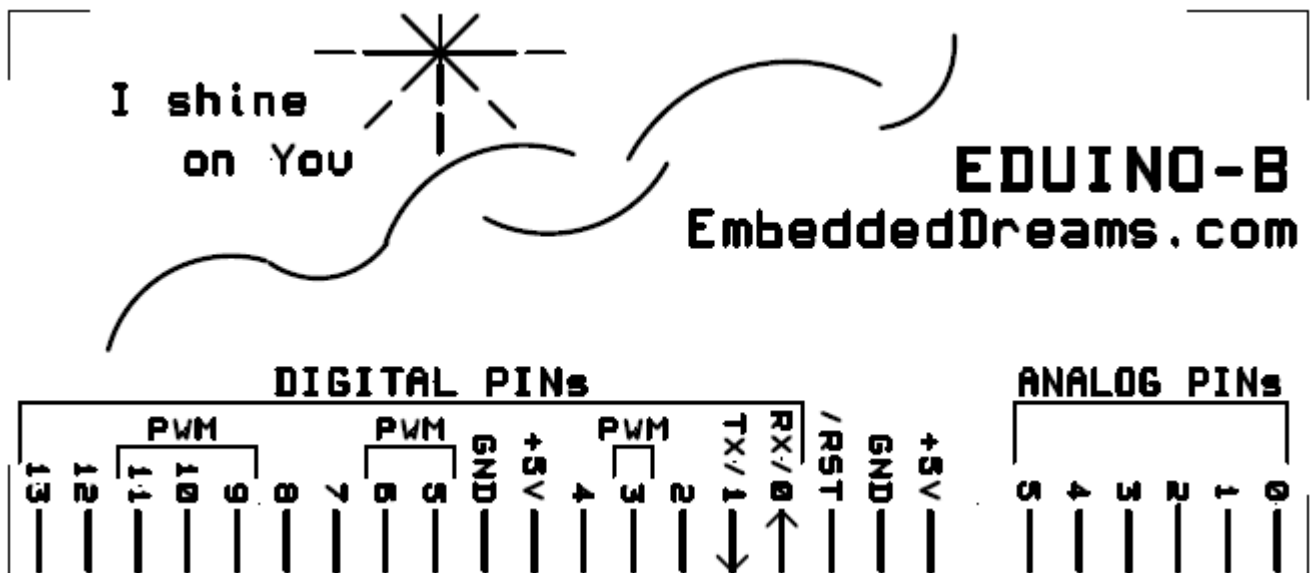 I shine
on You
EDUINO-B
EmbeddedDreams.com
DIGITAL PINs
ANALOG PINs
PWM PWM PWM
13 12 11 10 9 8 7 6 5 GND +5V 4 3 2 TX/1 RX/0 /RST GND +5V 5 4 3 2 1 0